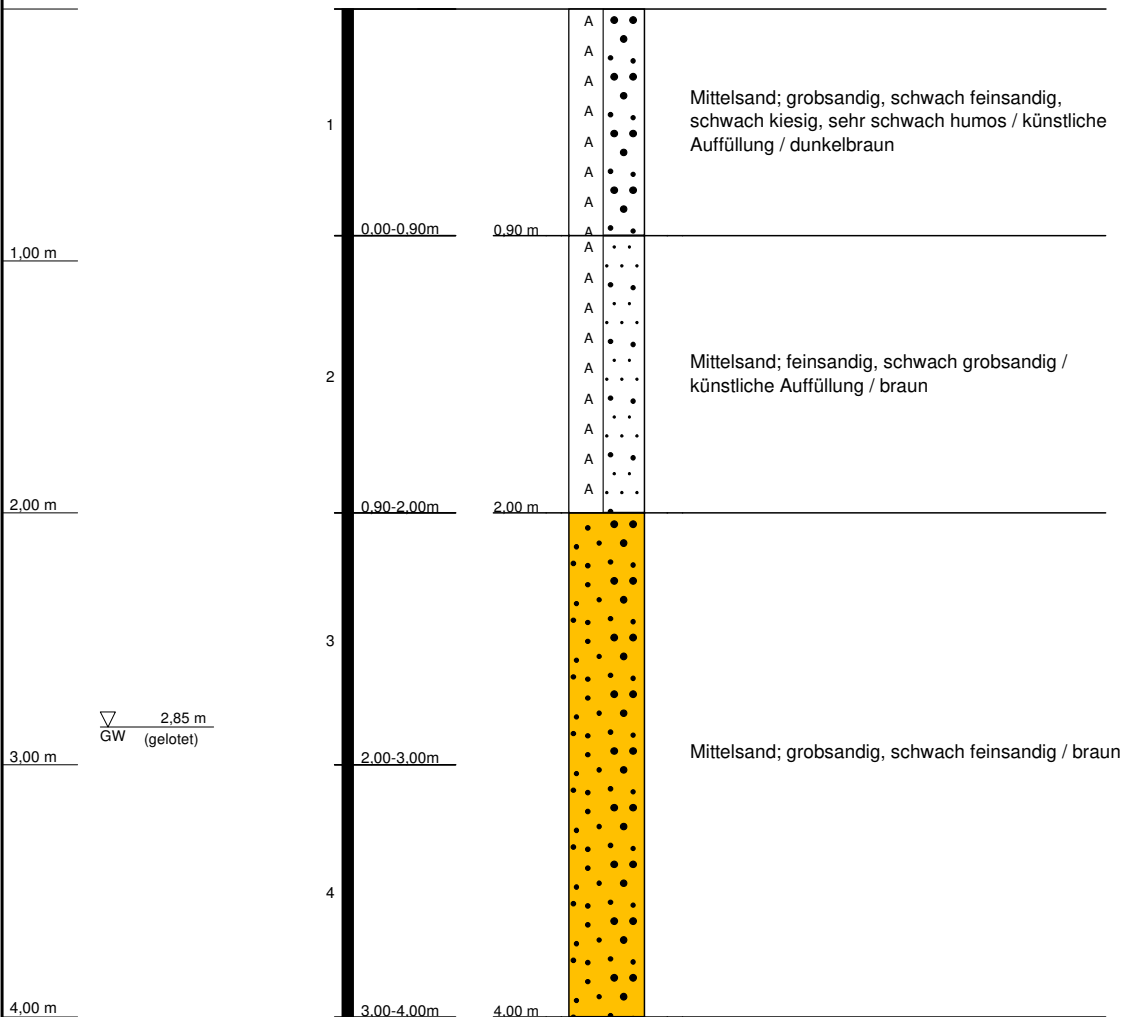 A
A
A
A
A
A
A
A
Mittelsand; grobsandig, schwach feinsandig,
schwach kiesig, sehr schwach humos / künstliche
Auffüllung / dunkelbraun
1
0,00-0,90m
0,90 m
1,00 m
A
A
A
A
A
A
A
A
A
Mittelsand; feinsandig, schwach grobsandig /
künstliche Auffüllung / braun
2
2,00 m
0,90-2,00m
2,00 m
3
2,85 m
GW (gelotet)
3,00 m
2,00-3,00m
Mittelsand; grobsandig, schwach feinsandig / braun
4
4,00 m
3,00-4,00m
4,00 m